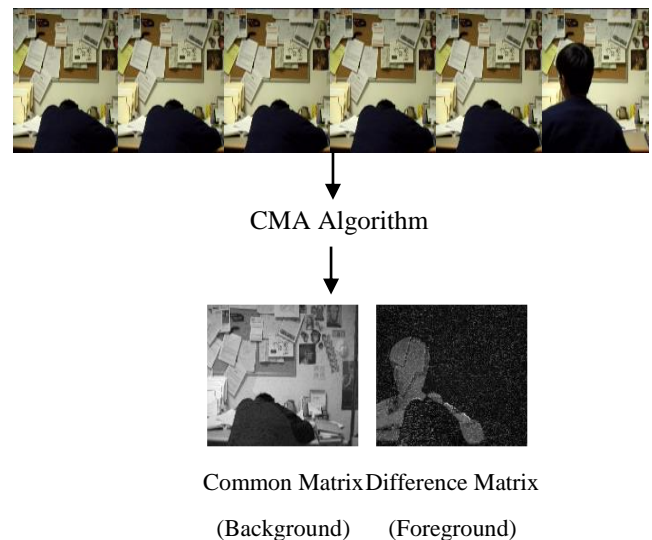 CMA Algorithm
Common Matrix Difference Matrix
(Background) (Foreground)